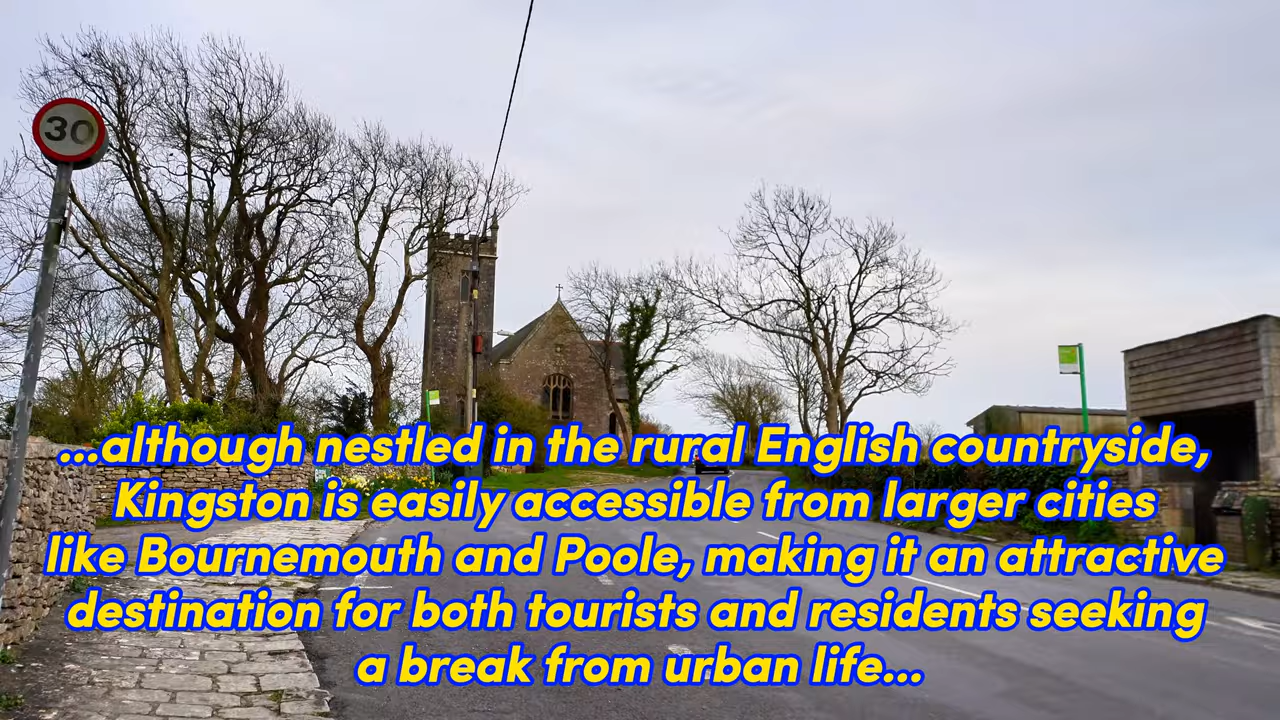 30
...although nestled in the rural English countryside,
Kingston is easily accessible from larger cities
like Bournemouth and Poole, making it an attractive
destination for both tourists and residents seeking
a break from urban life...